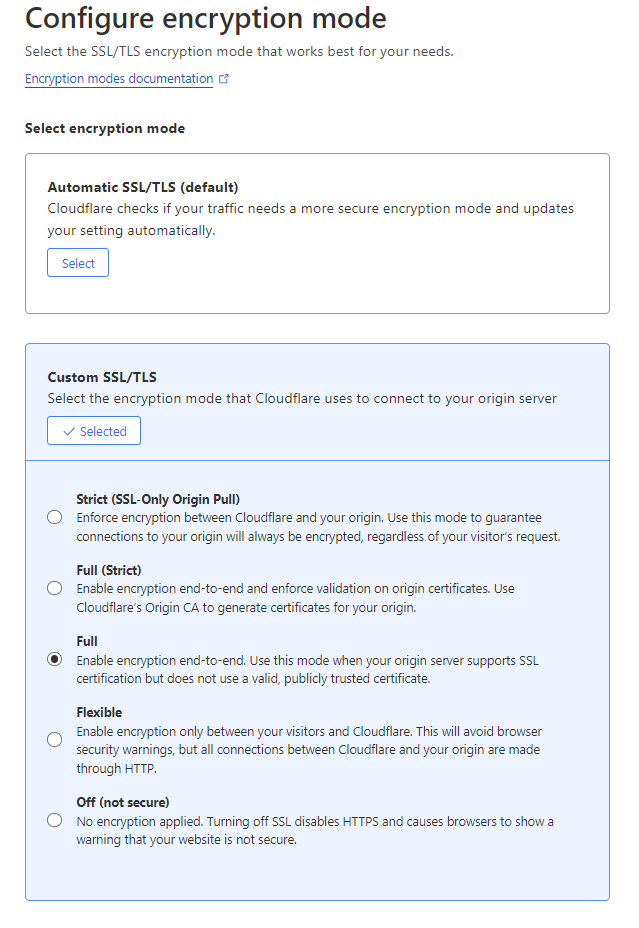 Configure encryption mode
Select the SSL/TLS encryption mode that works best for your needs.
Encryption modes documentation
Select encryption mode
Automatic SSL/TLS (default)
Cloudflare checks if your traffic needs a more secure encryption mode and updates
your setting automatically.
Select
Custom SSL/TLS
Select the encryption mode that Cloudflare uses to connect to your origin server
Selected
Strict (SSL-Only Origin Pull)
Enforce encryption between Cloudflare and your origin. Use this mode to guarantee
connections to your origin will always be encrypted, regardless of your visitor's request.
Full (Strict)
Enable encryption end-to-end and enforce validation on origin certificates. Use
Cloudflare's Origin CA to generate certificates for your origin.
Full
Enable encryption end-to-end. Use this mode when your origin server supports SSL
certification but does not use a valid, publicly trusted certificate.
Flexible
Enable encryption only between your visitors and Cloudflare. This will avoid browser
security warnings, but all connections between Cloudflare and your origin are made
through HTTP.
Off (not secure)
No encryption applied. Turning off SSL disables HTTPS and causes browsers to show a
warning that your website is not secure.